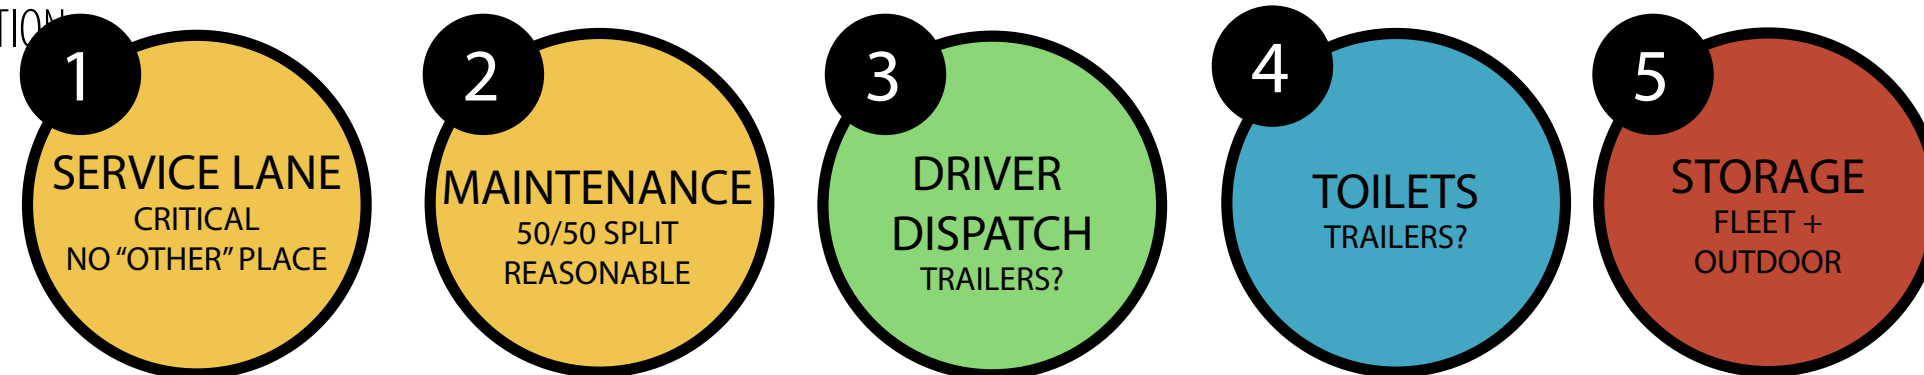 TION
1
SERVICE LANE
CRITICAL
NO “OTHER” PLACE
2
MAINTENANCE
50/50 SPLIT
REASONABLE
3
DRIVER
DISPATCH
TRAILERS?
4
TOILETS
TRAILERS?
5
STORAGE
FLEET +
OUTDOOR